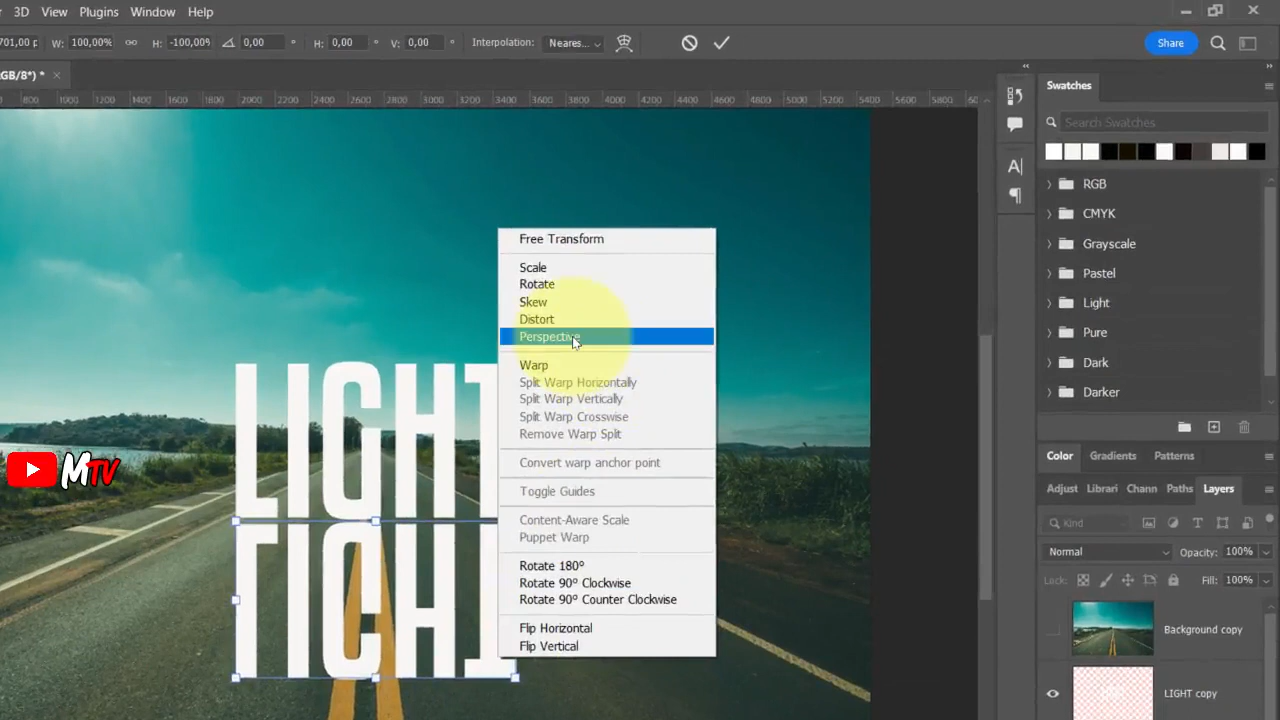 3D View Plugins Window Help
701,00 p W: 100,00% H: -100,00% 0,00 ° H: 0,00 ° V: 0,00 ° Interpolation: Neares... Share
GB/8*) * ×
800 1000 1200 1400 1600 1800 2000 2200 2400 2600 2800 3000 3200 3400 3600 3800 4000 4200 4400 4600 4800 5000 5200 5400 5600 5800
Swatches
Search Swatches
RGB
CMYK
Grayscale
Pastel
Light
Pure
Dark
Darker
Free Transform
Scale
Rotate
Skew
Distort
Perspective
Warp
Split Warp Horizontally
Split Warp Vertically
Split Warp Crosswise
Remove Warp Split
Convert warp anchor point
Toggle Guides
Content-Aware Scale
Puppet Warp
Rotate 180°
Rotate 90° Clockwise
Rotate 90° Counter Clockwise
Flip Horizontal
Flip Vertical
LIGHT
LIGHT
MTV
Color Gradients Patterns
Adjust Librari Chann Paths Layers
Kind
Normal Opacity: 100%
Lock: Fill: 100%
Background copy
LIGHT copy